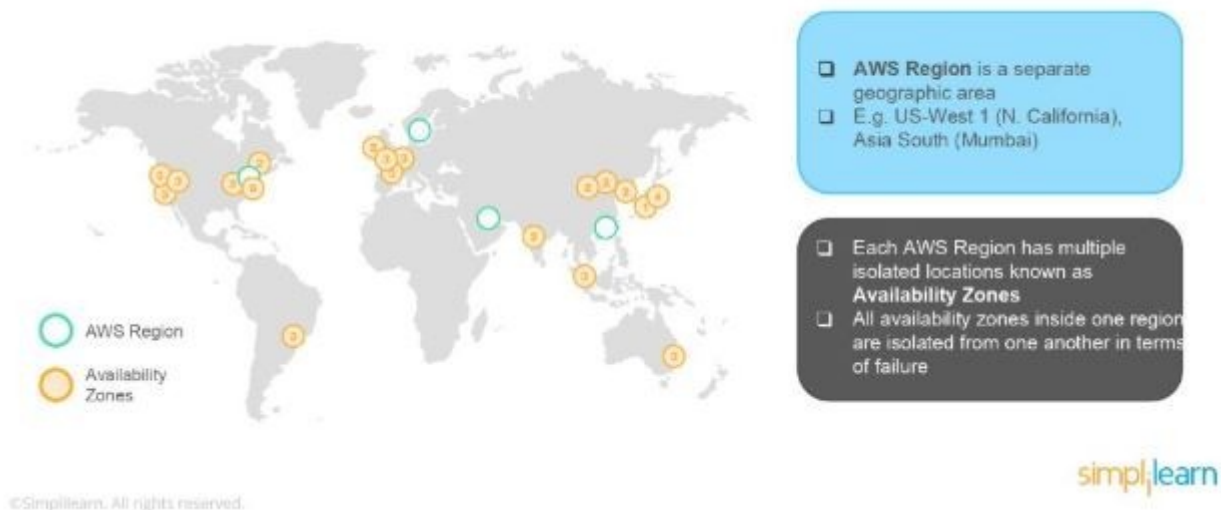 AWS Region is a separate
geographic area
E.g. US-West 1 (N. California),
Asia South (Mumbai)
Each AWS Region has multiple
isolated locations known as
Availability Zones
All availability zones inside one region
are isolated from one another in terms
of failure
AWS Region
Availability
Zones
simplilearn
©Simplilearn. All rights reserved.